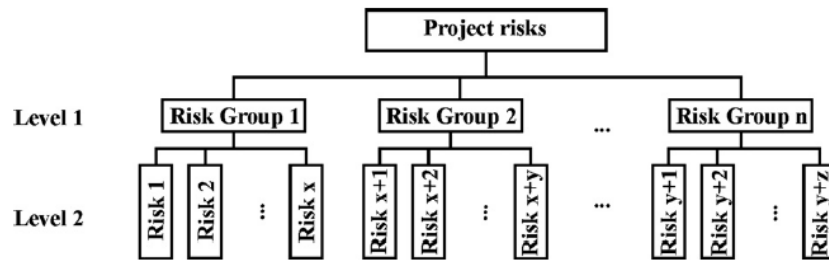 Project risks
Level 1
Risk Group 1
Risk Group 2
...
Risk Group n
Level 2
Risk 1
Risk 2
...
Risk x
Risk x+1
Risk x+2
...
Risk x+y
...
Risk y+1
Risk y+2
...
Risk y+z